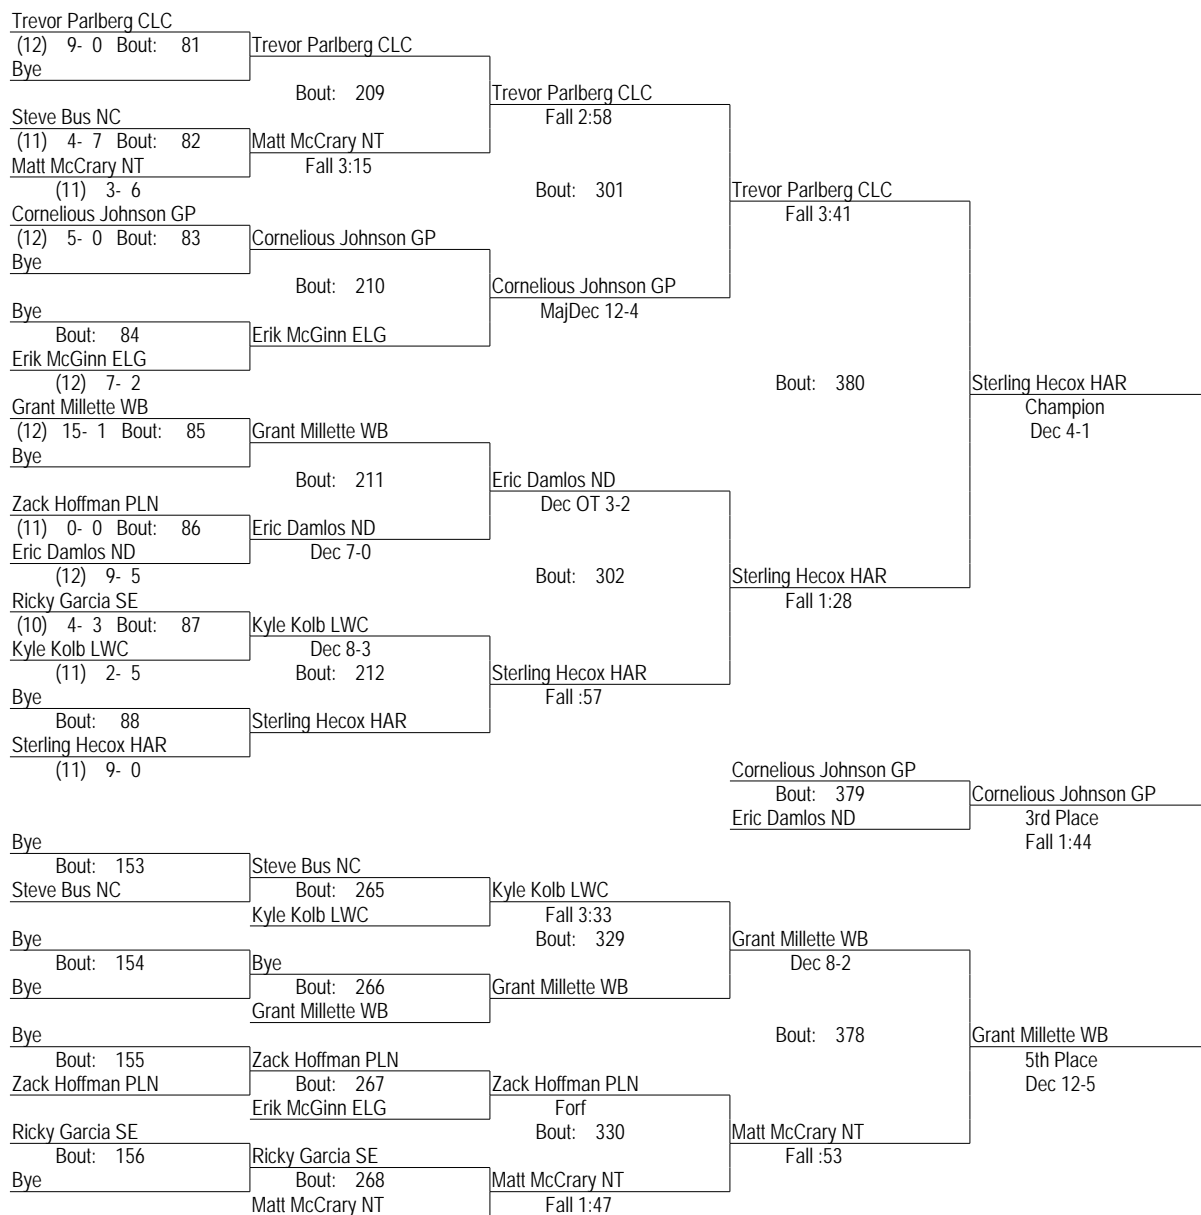 Trevor Parlberg CLC
(12) 9- 0 Bout: 81 Trevor Parlberg CLC
Bye
Bout: 209 Trevor Parlberg CLC
Steve Bus NC Fall 2:58
(11) 4- 7 Bout: 82 Matt McCrary NT
Matt McCrary NT Fall 3:15
(11) 3- 6 Bout: 301 Trevor Parlberg CLC
Cornelious Johnson GP Fall 3:41
(12) 5- 0 Bout: 83 Cornelious Johnson GP
Bye
Bout: 210 Cornelious Johnson GP
Bye MajDec 12-4
Bout: 84 Erik McGinn ELG
Erik McGinn ELG
(12) 7- 2 Bout: 380 Sterling Hecox HAR
Grant Millette WB Champion
(12) 15- 1 Bout: 85 Grant Millette WB Dec 4-1
Bye
Bout: 211 Eric Damlos ND
Zack Hoffman PLN Dec OT 3-2
(11) 0- 0 Bout: 86 Eric Damlos ND
Eric Damlos ND Dec 7-0
(12) 9- 5 Bout: 302 Sterling Hecox HAR
Ricky Garcia SE Fall 1:28
(10) 4- 3 Bout: 87 Kyle Kolb LWC
Kyle Kolb LWC Dec 8-3
(11) 2- 5 Bout: 212 Sterling Hecox HAR
Bye Fall :57
Bout: 88 Sterling Hecox HAR
Sterling Hecox HAR
(11) 9- 0 Cornelious Johnson GP
Bout: 379 Cornelious Johnson GP
Eric Damlos ND 3rd Place
Bye Fall 1:44
Bout: 153 Steve Bus NC
Steve Bus NC Bout: 265 Kyle Kolb LWC
Kyle Kolb LWC Fall 3:33
Bye Bout: 329 Grant Millette WB
Bout: 154 Bye Dec 8-2
Bye Bout: 266 Grant Millette WB
Grant Millette WB
Bye Bout: 378 Grant Millette WB
Bout: 155 Zack Hoffman PLN 5th Place
Zack Hoffman PLN Bout: 267 Zack Hoffman PLN Dec 12-5
Erik McGinn ELG Forf
Ricky Garcia SE Bout: 330 Matt McCrary NT
Bout: 156 Ricky Garcia SE Fall :53
Bye Bout: 268 Matt McCrary NT
Matt McCrary NT Fall 1:47